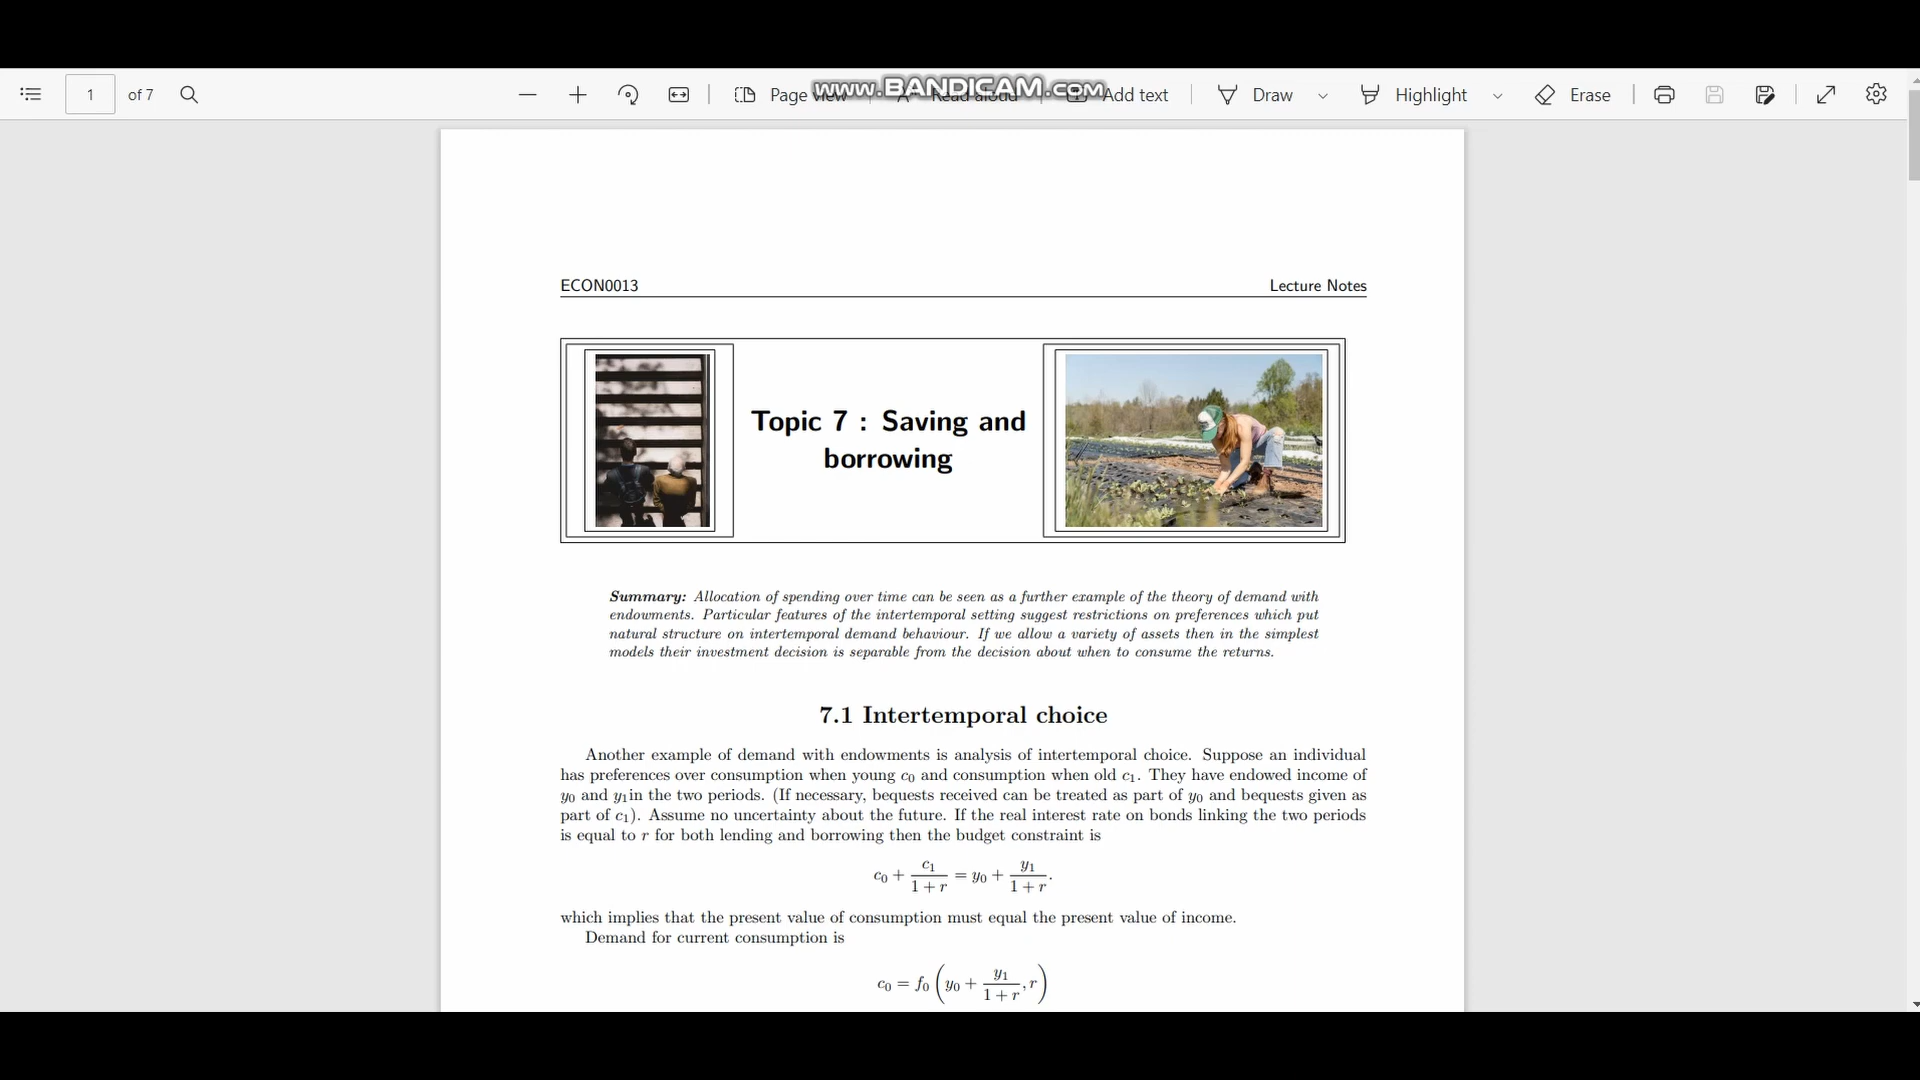 1 of 7 Page view Read aloud Add text Draw Highlight Erase
www.BANDICAM.com
ECON0013 Lecture Notes
Topic 7 : Saving and
borrowing
Summary: Allocation of spending over time can be seen as a further example of the theory of demand with
endowments. Particular features of the intertemporal setting suggest restrictions on preferences which put
natural structure on intertemporal demand behaviour. If we allow a variety of assets then in the simplest
models their investment decision is separable from the decision about when to consume the returns.
7.1 Intertemporal choice
Another example of demand with endowments is analysis of intertemporal choice. Suppose an individual
has preferences over consumption when young c₀ and consumption when old c₁. They have endowed income of
y₀ and y₁in the two periods. (If necessary, bequests received can be treated as part of y₀ and bequests given as
part of c₁). Assume no uncertainty about the future. If the real interest rate on bonds linking the two periods
is equal to r for both lending and borrowing then the budget constraint is
c₀ + c₁/(1 + r) = y₀ + y₁/(1 + r).
which implies that the present value of consumption must equal the present value of income.
Demand for current consumption is
c₀ = f₀ (y₀ + y₁/(1 + r), r)